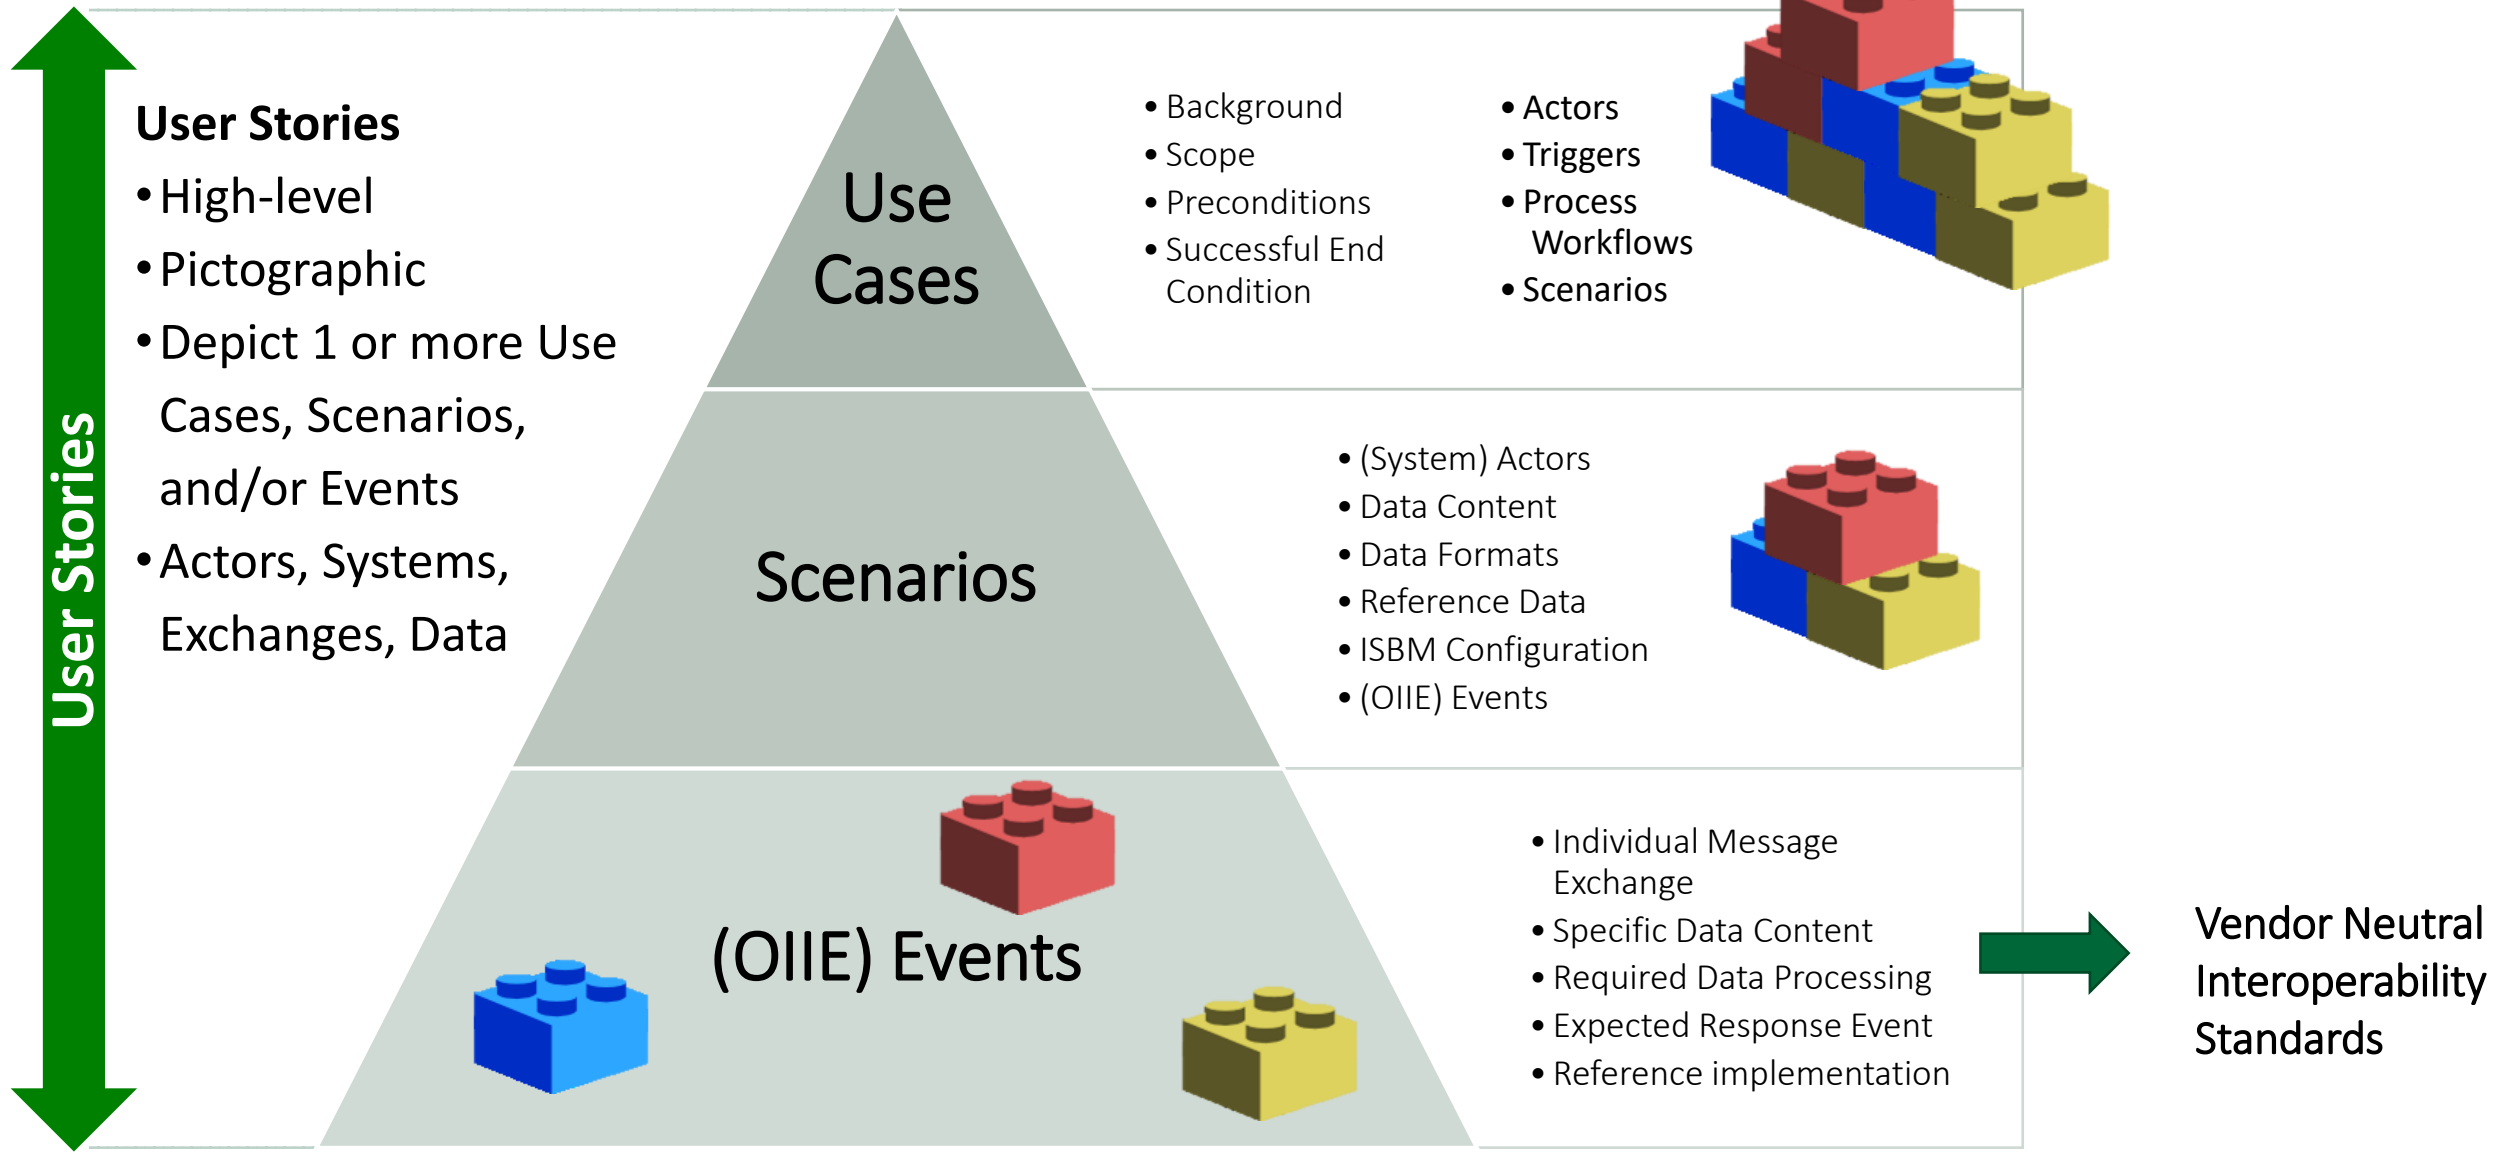 User Stories
User Stories
•High-level
•Pictographic
•Depict 1 or more Use
Cases, Scenarios,
and/or Events
•Actors, Systems,
Exchanges, Data
Use
Cases
• Background
• Scope
• Preconditions
• Successful End
Condition
• Actors
• Triggers
• Process
Workflows
• Scenarios
Scenarios
• (System) Actors
• Data Content
• Data Formats
• Reference Data
• ISBM Configuration
• (OIIE) Events
(OIIE) Events
• Individual Message
Exchange
• Specific Data Content
• Required Data Processing
• Expected Response Event
• Reference implementation
Vendor Neutral
Interoperability
Standards